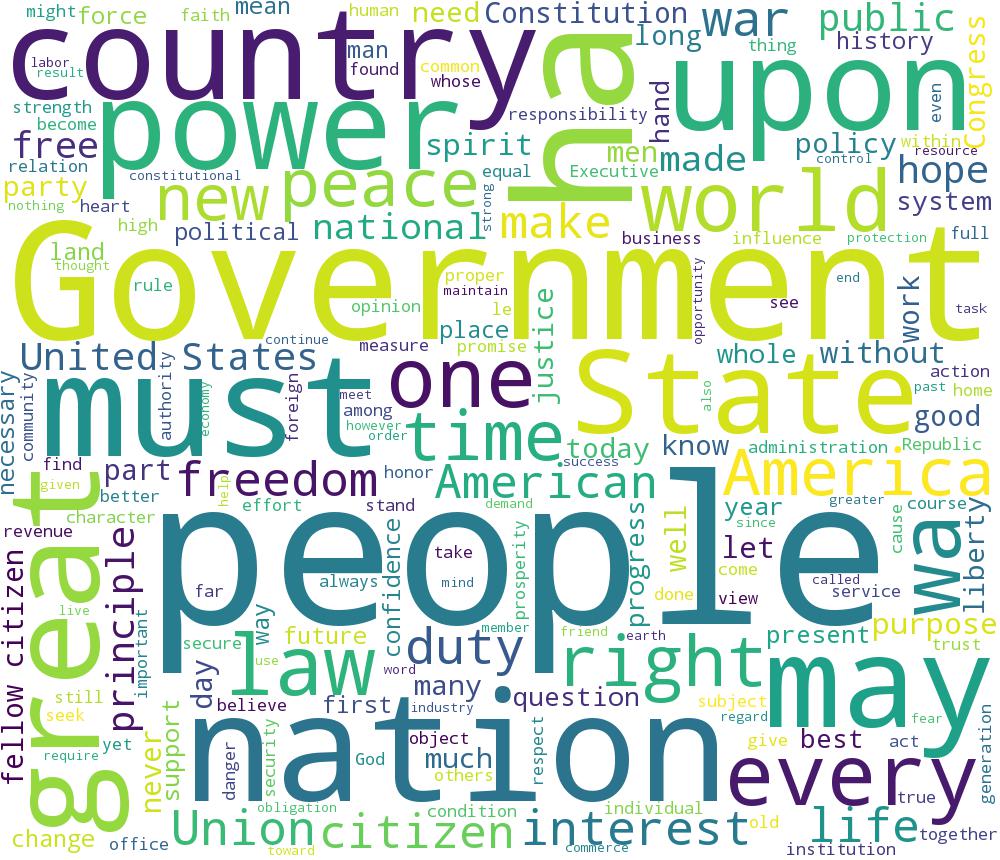 might
force
faith
mean
human
need
Constitution
long
war
public
country
labor
result
man
found
common
whose
ha
thing
history
Congress
strength
become
power
spirit
responsibility
hand
upon
even
free
relation
constitutional
men
made
policy
control
within
resource
party
nothing
heart
new
peace
equal
strong
Executive
world
hope
system
high
political
national
make
business
influence
protection
full
land
thought
rule
Government
proper
maintain
le
opportunity
see
end
task
opinion
justice
place
work
United States
continue
measure
promise
whole
without
action
necessary
community
must
authority
economy
foreign
meet
among
however
order
one
State
also
past
home
good
time
today
know
administration
Republic
find
given
part
freedom
honor
success
American
America
great
better
help
effort
stand
demand
year
since
greater
course
character
revenue
principle
people
confidence
prosperity
progress
well
let
cause
wa
liberty
fellow citizen
far
always
take
mind
done
come
view
called
service
live
important
secure
way
future
member
friend
earth
present
purpose
trust
still
seek
day
law
use
word
duty
right
may
fear
yet
require
believe
first
many
industry
question
subject
regard
never
support
nation
danger
security
God
object
much
others
respect
give
best
act
every
true
generation
change
office
Union
obligation
toward
citizen
condition
interest
commerce
individual
old
life
institution
together